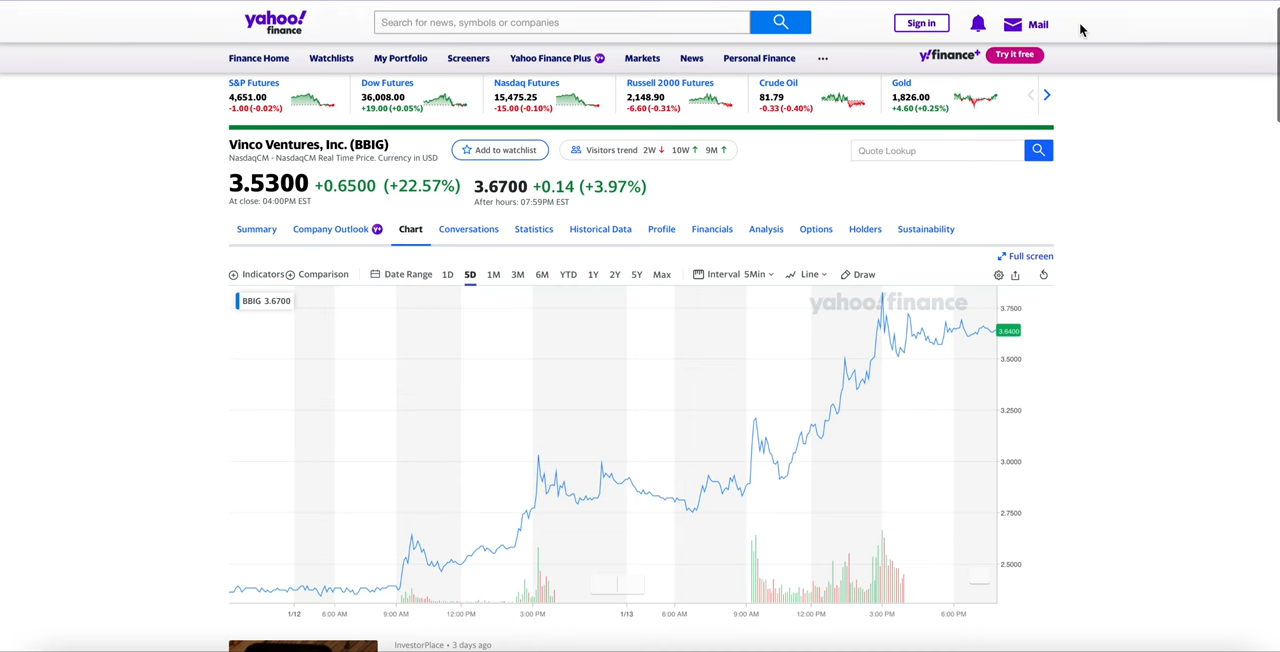 yahoo!
finance
Search for news, symbols or companies
Sign in
Mail
Finance Home Watchlists My Portfolio Screeners Yahoo Finance Plus Y+ Markets News Personal Finance ...
y!finance+ Try it free
S&P Futures
4,651.00
-1.00 (-0.02%)
Dow Futures
36,008.00
+19.00 (+0.05%)
Nasdaq Futures
15,475.25
-15.00 (-0.10%)
Russell 2000 Futures
2,148.90
-6.60 (-0.31%)
Crude Oil
81.79
-0.33 (-0.40%)
Gold
1,826.00
+4.60 (+0.25%)
Vinco Ventures, Inc. (BBIG)
NasdaqCM - NasdaqCM Real Time Price. Currency in USD
Add to watchlist
Visitors trend 2W ↓ 10W ↑ 9M ↑
Quote Lookup
3.5300 +0.6500 (+22.57%)
At close: 04:00PM EST
3.6700 +0.14 (+3.97%)
After hours: 07:59PM EST
Summary Company Outlook Y+ Chart Conversations Statistics Historical Data Profile Financials Analysis Options Holders Sustainability
Full screen
Indicators Comparison Date Range 1D 5D 1M 3M 6M YTD 1Y 2Y 5Y Max Interval 5Min Line Draw
BBIG 3.6700
yahoo!finance
3.7500
3.6400
3.5000
3.2500
3.0000
2.7500
2.5000
1/12 6:00 AM 9:00 AM 12:00 PM 3:00 PM 1/13 6:00 AM 9:00 AM 12:00 PM 3:00 PM 6:00 PM
InvestorPlace • 3 days ago